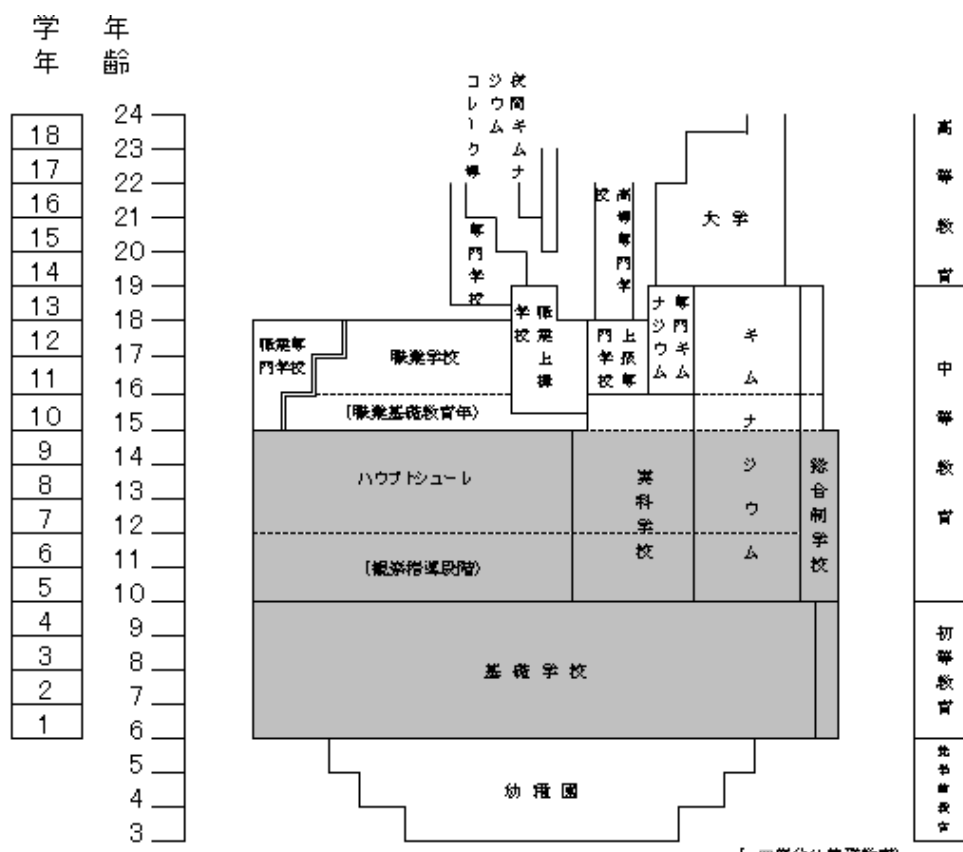 学年
年齢
18
17
16
15
14
13
12
11
10
9
8
7
6
5
4
3
2
1
24
23
22
21
20
19
18
17
16
15
14
13
12
11
10
9
8
7
6
5
4
3
夜間ギムナジウム
コレーク等
専門学校
高等専門学校
大学
職業専門学校
職業学校
(職業基礎教育年)
職業上構学校
上級専門学校
専門ギムナジウム
ギムナジウム
ハウプトシューレ
(観察指導段階)
実科学校
総合制学校
基礎学校
幼稚園
高等教育
中等教育
初等教育
就学前教育